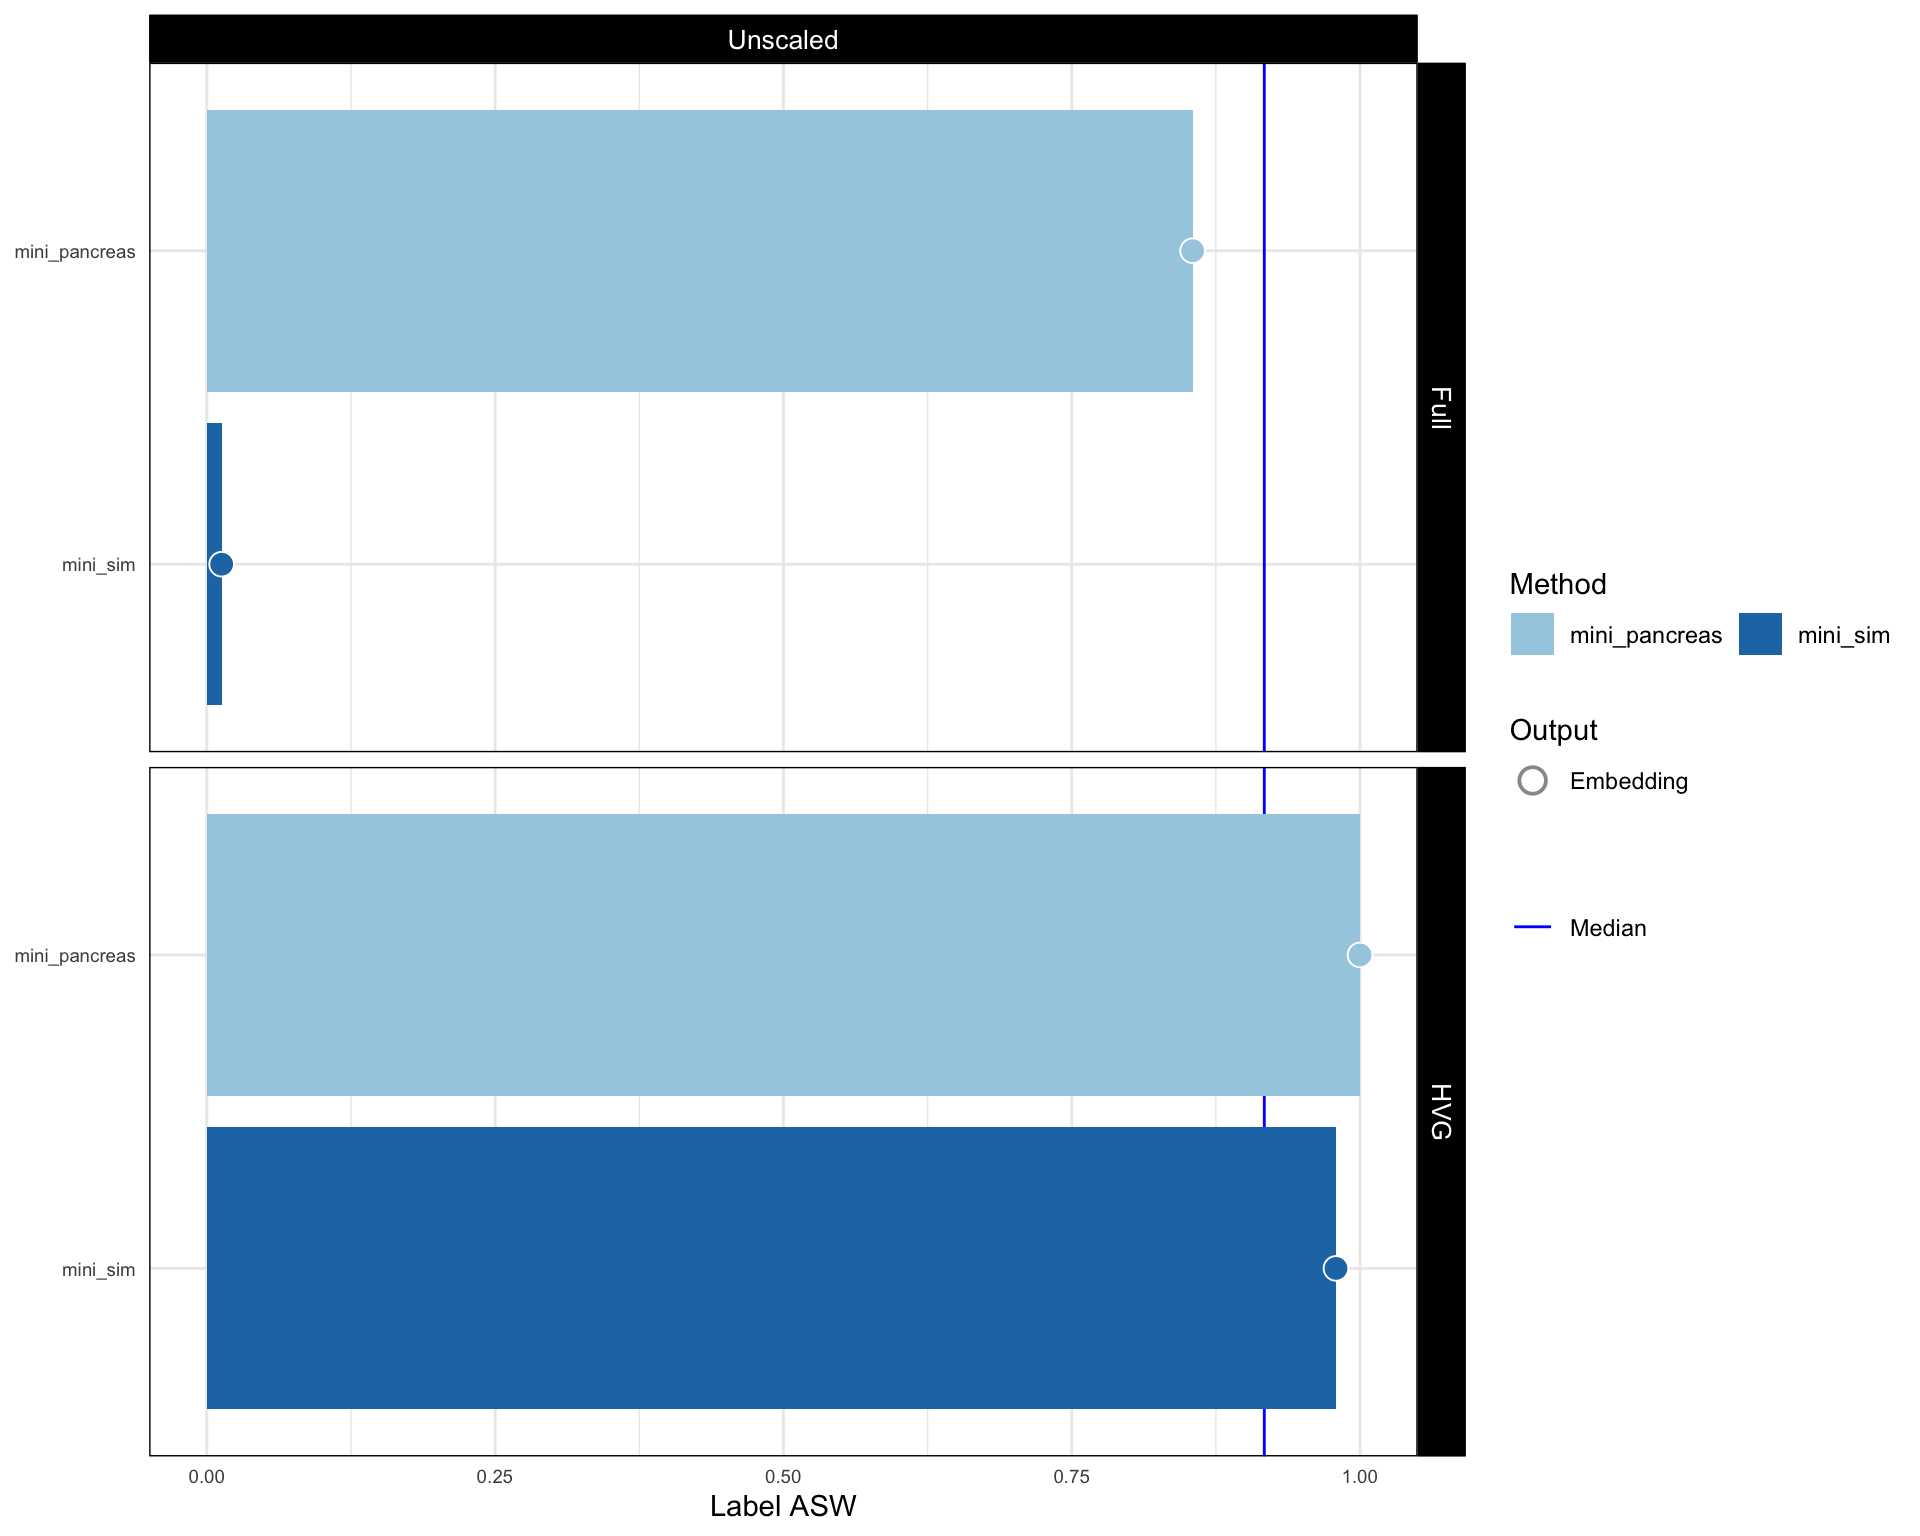 Unscaled
mini_pancreas
mini_sim
Full
mini_pancreas
mini_sim
HVG
0.00 0.25 0.50 0.75 1.00
Label ASW
Method
mini_pancreas mini_sim
Output
Embedding
Median